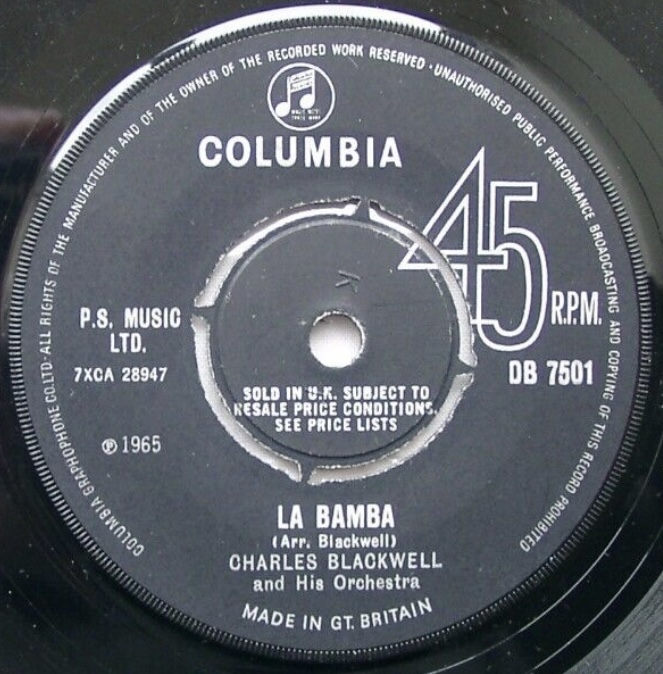 COLUMBIA GRAPHOPHONE CO. LTD·ALL RIGHTS OF THE MANUFACTURER AND OF THE OWNER OF THE RECORDED WORK RESERVED·UNAUTHORISED PUBLIC PERFORMANCE BROADCASTING AND COPYING OF THIS RECORD PROHIBITED
COLUMBIA
45
R.P.M.
P.S. MUSIC
LTD.
7XCA 28947
DB 7501
K
SOLD IN U.K. SUBJECT TO
RESALE PRICE CONDITIONS,
SEE PRICE LISTS
℗ 1965
LA BAMBA
(Arr. Blackwell)
CHARLES BLACKWELL
and His Orchestra
MADE IN GT. BRITAIN